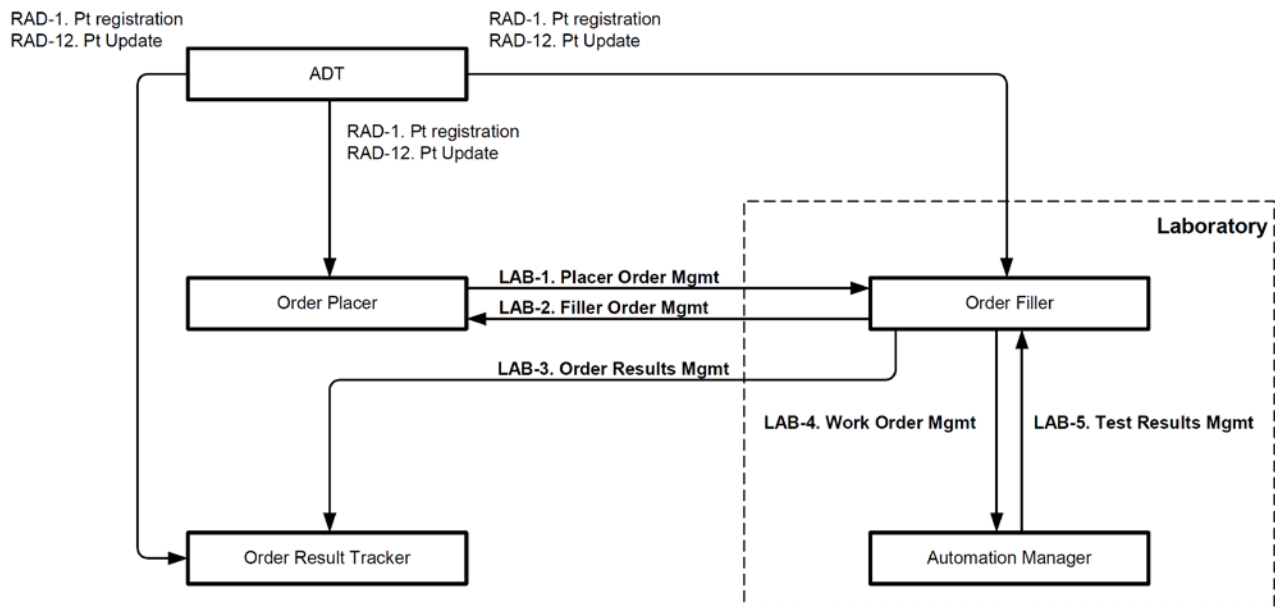 RAD-1. Pt registration
RAD-12. Pt Update
RAD-1. Pt registration
RAD-12. Pt Update
ADT
RAD-1. Pt registration
RAD-12. Pt Update
Laboratory
LAB-1. Placer Order Mgmt
Order Placer
LAB-2. Filler Order Mgmt
Order Filler
LAB-3. Order Results Mgmt
LAB-4. Work Order Mgmt
LAB-5. Test Results Mgmt
Order Result Tracker
Automation Manager